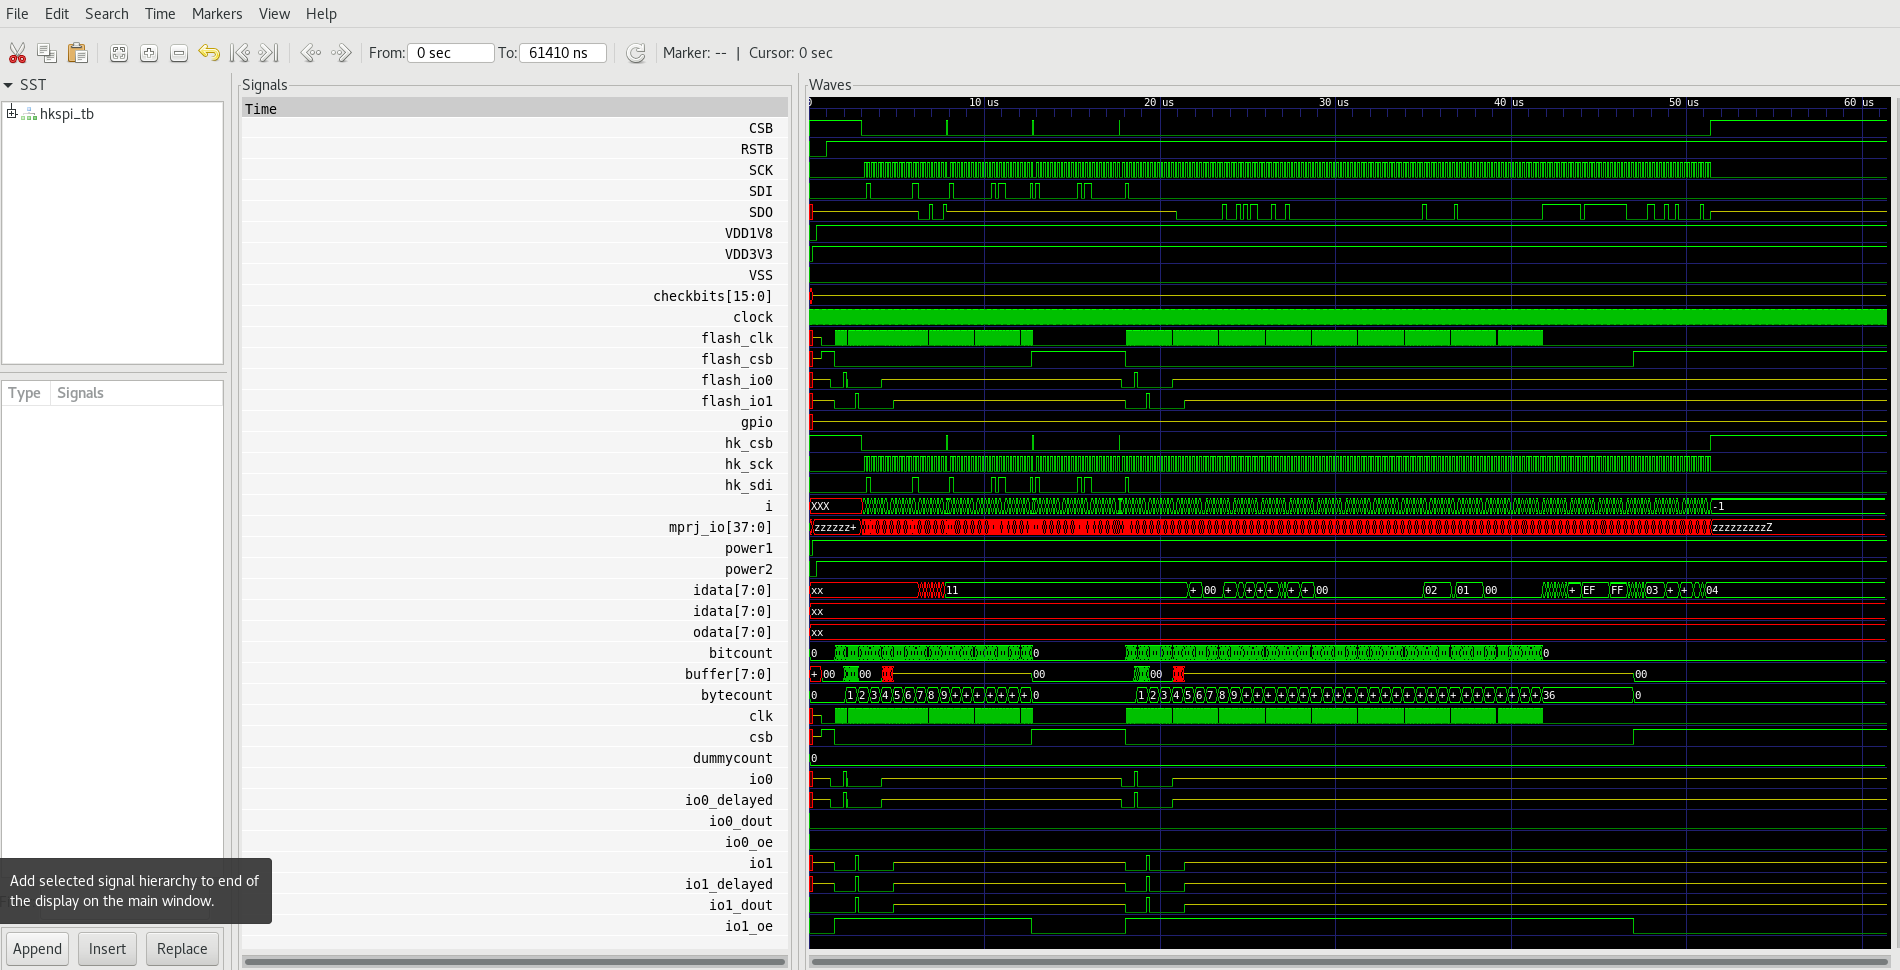 File Edit Search Time Markers View Help
From: 0 sec To: 61410 ns Marker: -- | Cursor: 0 sec
SST
hkspi_tb
Type Signals
Add selected signal hierarchy to end of
the display on the main window.
Append Insert Replace
Signals
Time
CSB
RSTB
SCK
SDI
SDO
VDD1V8
VDD3V3
VSS
checkbits[15:0]
clock
flash_clk
flash_csb
flash_io0
flash_io1
gpio
hk_csb
hk_sck
hk_sdi
i
mprj_io[37:0]
power1
power2
idata[7:0]
idata[7:0]
odata[7:0]
bitcount
buffer[7:0]
bytecount
clk
csb
dummycount
io0
io0_delayed
io0_dout
io0_oe
io1
io1_delayed
io1_dout
io1_oe
Waves
0 10 us 20 us 30 us 40 us 50 us 60 us
XXX -1
zzzzzz+ zzzzzzzzzZ
xx 11 + 00 + + + + + + 00 02 01 00 + EF FF 03 + + 04
xx
xx
0 0 0
+ 00 00 00 00 00
0 1 2 3 4 5 6 7 8 9 + + + + + + + 0 1 2 3 4 5 6 7 8 9 + + + + + + + + + + + + + + + + + + + + + + + + + + 36 0
0